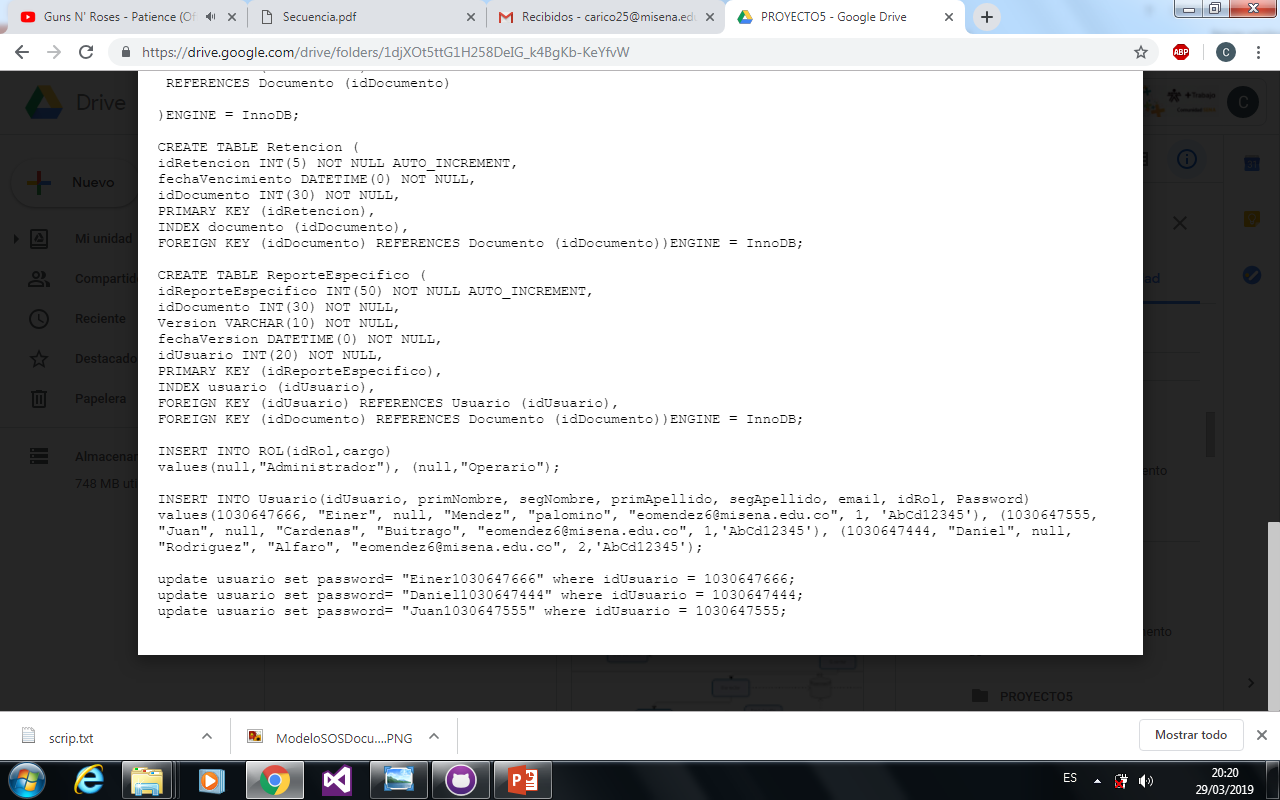 Guns N' Roses - Patience (Of
Secuencia.pdf
Recibidos - carico25@misena.ed
PROYECTO5 - Google Drive
https://drive.google.com/drive/folders/1djXOt5ttG1H258DeIG_k4BgKb-KeYfvW
ABP
C
REFERENCES Documento (idDocumento)
)ENGINE = InnoDB;
CREATE TABLE Retencion (
idRetencion INT(5) NOT NULL AUTO_INCREMENT,
fechaVencimiento DATETIME(0) NOT NULL,
idDocumento INT(30) NOT NULL,
PRIMARY KEY (idRetencion),
INDEX documento (idDocumento),
FOREIGN KEY (idDocumento) REFERENCES Documento (idDocumento))ENGINE = InnoDB;
CREATE TABLE ReporteEspecifico (
idReporteEspecifico INT(50) NOT NULL AUTO_INCREMENT,
idDocumento INT(30) NOT NULL,
Version VARCHAR(10) NOT NULL,
fechaVersion DATETIME(0) NOT NULL,
idUsuario INT(20) NOT NULL,
PRIMARY KEY (idReporteEspecifico),
INDEX usuario (idUsuario),
FOREIGN KEY (idUsuario) REFERENCES Usuario (idUsuario),
FOREIGN KEY (idDocumento) REFERENCES Documento (idDocumento))ENGINE = InnoDB;
INSERT INTO ROL(idRol,cargo)
values(null,"Administrador"), (null,"Operario");
INSERT INTO Usuario(idUsuario, primNombre, segNombre, primApellido, segApellido, email, idRol, Password)
values(1030647666, "Einer", null, "Mendez", "palomino", "eomendez6@misena.edu.co", 1, 'AbCd12345'), (1030647555,
"Juan", null, "Cardenas", "Buitrago", "eomendez6@misena.edu.co", 1,'AbCd12345'), (1030647444, "Daniel", null,
"Rodriguez", "Alfaro", "eomendez6@misena.edu.co", 2,'AbCd12345');
update usuario set password= "Einer1030647666" where idUsuario = 1030647666;
update usuario set password= "Daniel1030647444" where idUsuario = 1030647444;
update usuario set password= "Juan1030647555" where idUsuario = 1030647555;
Drive
Nuevo
Mi unidad
Compartid
Reciente
Destacado
Papelera
Almacenar
748 MB uti
C
PROYECTO5
scrip.txt
ModeloSOSDocu....PNG
Mostrar todo
ES
20:20
29/03/2019